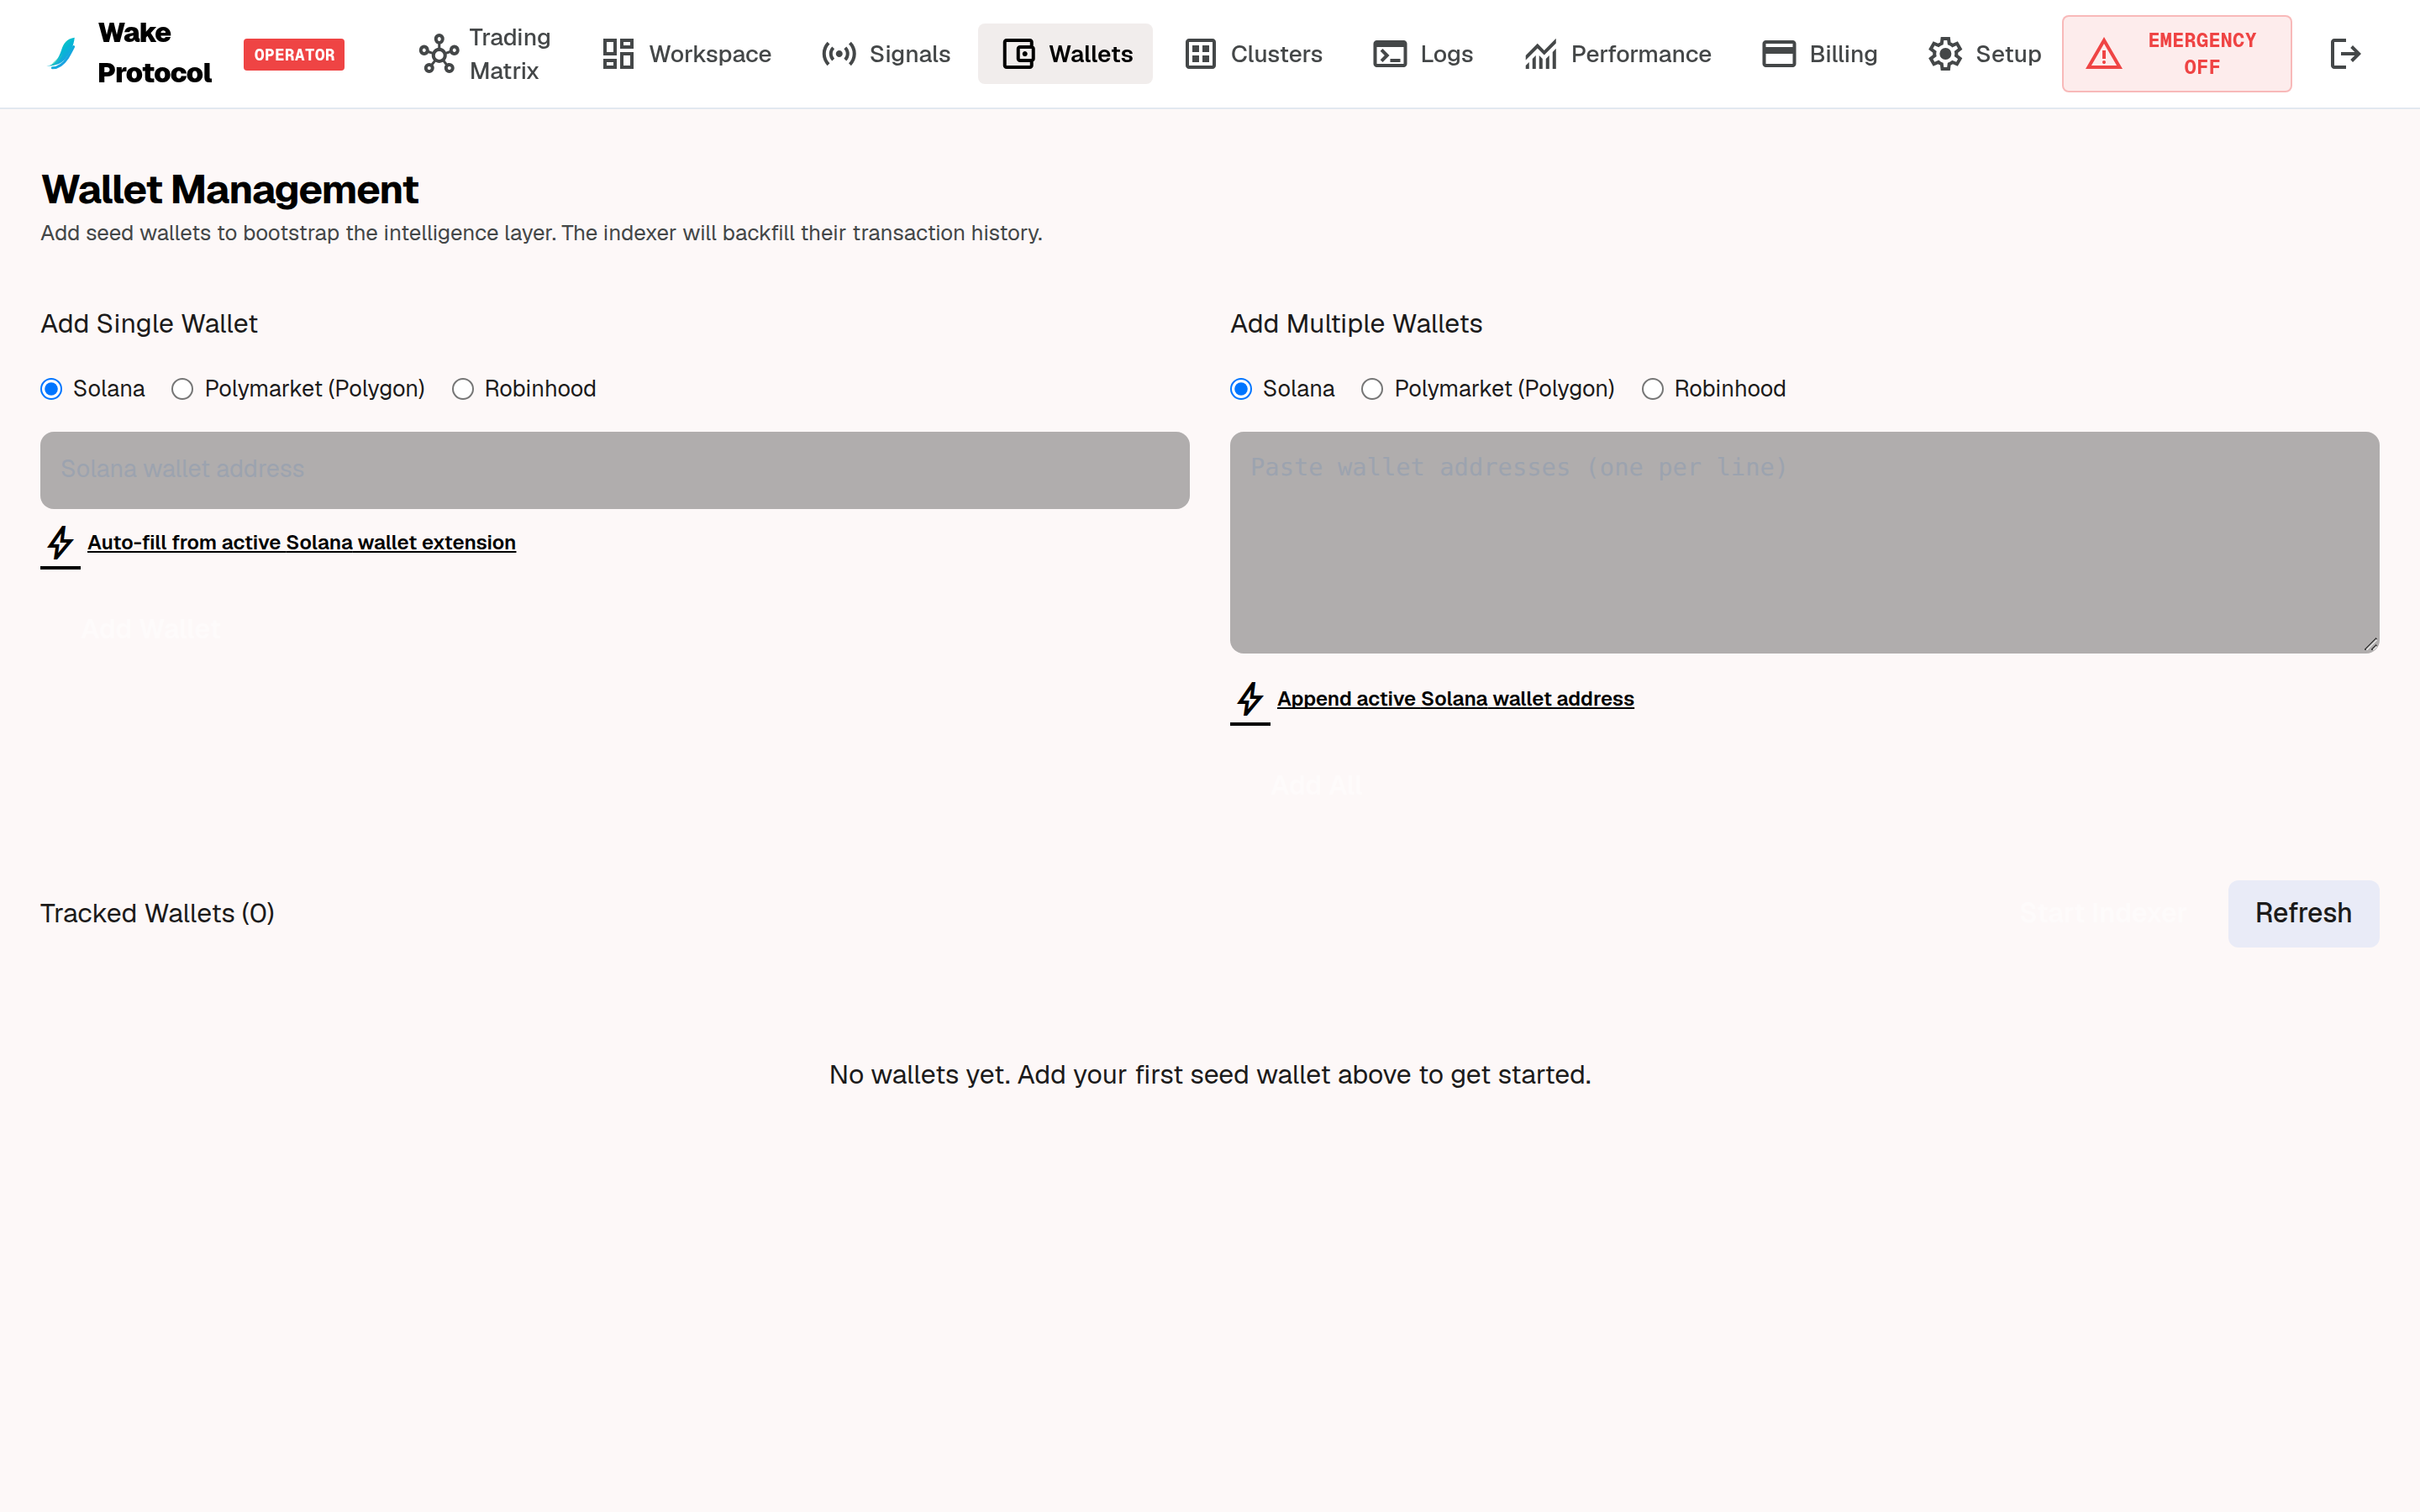 Wake
Protocol
OPERATOR
Trading
Matrix
Workspace
Signals
Wallets
Clusters
Logs
Performance
Billing
Setup
EMERGENCY
OFF
Wallet Management
Add seed wallets to bootstrap the intelligence layer. The indexer will backfill their transaction history.
Add Single Wallet
Solana
Polymarket (Polygon)
Robinhood
Solana wallet address
Auto-fill from active Solana wallet extension
Add Wallet
Add Multiple Wallets
Solana
Polymarket (Polygon)
Robinhood
Paste wallet addresses (one per line)
Append active Solana wallet address
Add All
Tracked Wallets (0)
Start Indexer
Refresh
No wallets yet. Add your first seed wallet above to get started.